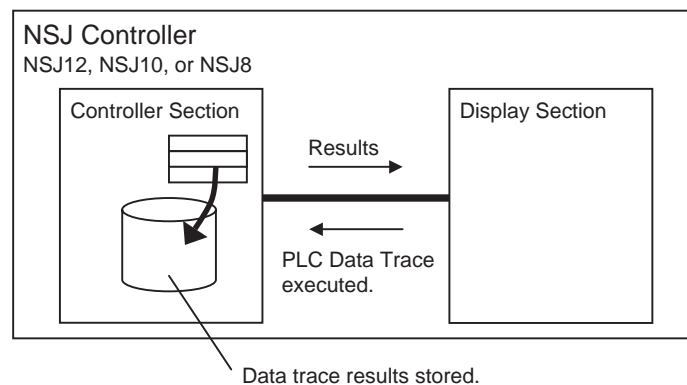 NSJ Controller
NSJ12, NSJ10, or NSJ8
Controller Section
Display Section
Results
PLC Data Trace
executed.
Data trace results stored.